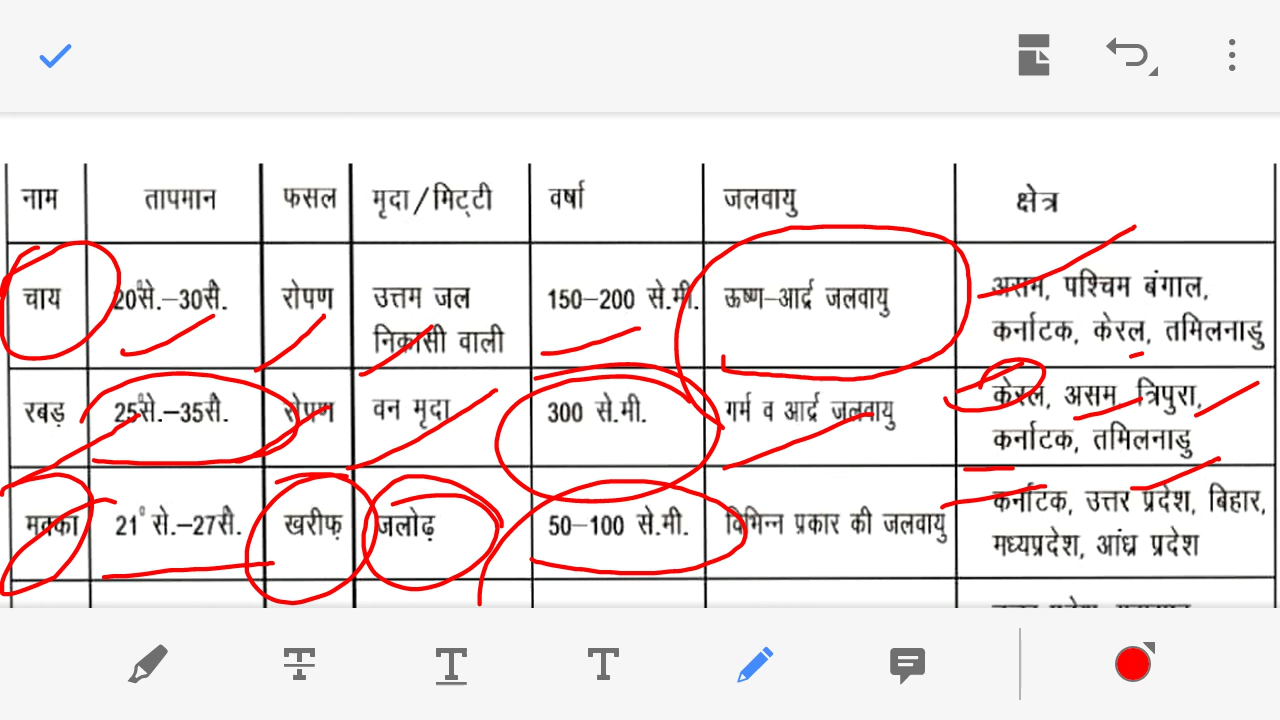 नाम तापमान फसल मृदा/मिट्टी वर्षा जलवायु क्षेत्र
चाय 20°से.–30सै. रोपण उत्तम जल 150–200 से.मी. ऊष्ण–आर्द्र जलवायु असम, पश्चिम बंगाल,
निकासी वाली कर्नाटक, केरल, तमिलनाडु
रबड़ 25°से.–35सै. रोपण वन मृदा 300 से.मी. गर्म व आर्द्र जलवायु केरल, असम, त्रिपुरा,
कर्नाटक, तमिलनाडु
मक्का 21° से.–27सै. खरीफ़ जलोढ़ 50–100 से.मी. विभिन्न प्रकार की जलवायु कर्नाटक, उत्तर प्रदेश, बिहार,
मध्यप्रदेश, आंध्र प्रदेश
T T T